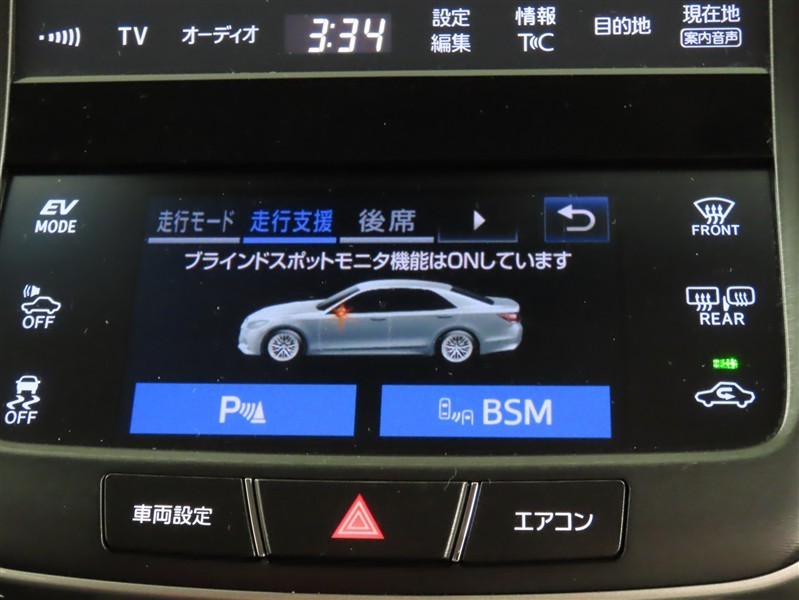 TV オーディオ 3:34 設定 編集 情報 T C 目的地 現在地 案内音声
EV MODE
走行モード 走行支援 後席
FRONT
ブラインドスポットモニタ機能はONしています
OFF
REAR
OFF
P BSM
車両設定 エアコン